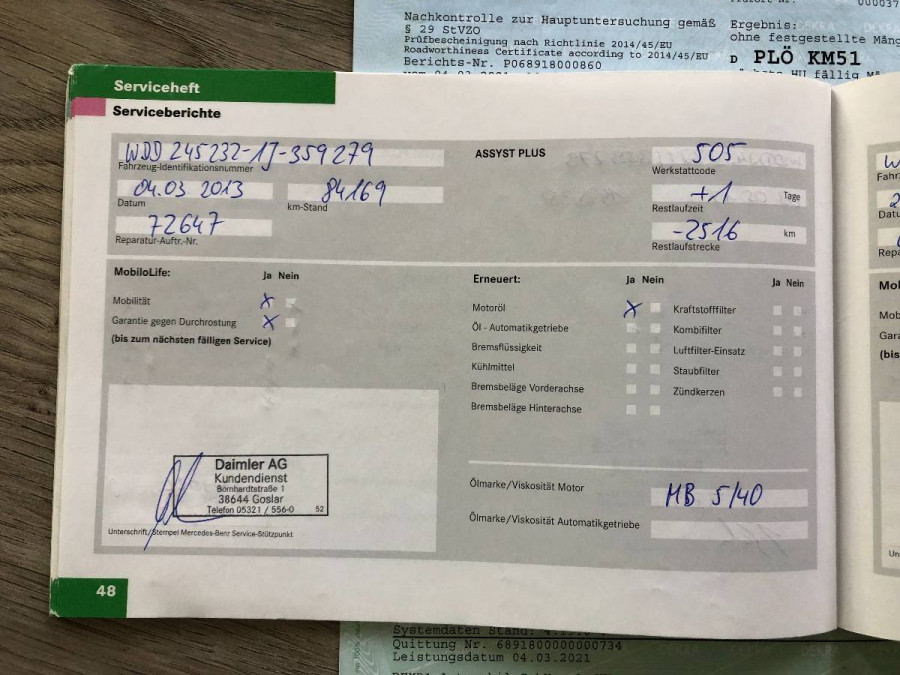 Nachkontrolle zur Hauptuntersuchung gemäß
§ 29 StVZO
Prüfbescheinigung nach Richtlinie 2014/45/EU
Roadworthiness Certificate according to 2014/45/EU
Berichts-Nr. P068918000860
Ergebnis:
ohne festgestellte
D PLÖ KM51
HU fällig
Serviceheft
Serviceberichte
WDD 245232-1J-359279
Fahrzeug-Identifikationsnummer
04.03 2013 84169
Datum km-Stand
72647
Reparatur-Auftr.-Nr.
ASSYST PLUS
505
Werkstattcode
+1 Tage
Restlaufzeit
-2516 km
Restlaufstrecke
MobiloLife: Ja Nein
Mobilität X
Garantie gegen Durchrostung X
(bis zum nächsten fälligen Service)
Erneuert: Ja Nein Ja Nein
Motoröl X Kraftstofffilter
Öl - Automatikgetriebe Kombifilter
Bremsflüssigkeit Luftfilter-Einsatz
Kühlmittel Staubfilter
Bremsbeläge Vorderachse Zündkerzen
Bremsbeläge Hinterachse
Daimler AG
Kundendienst
Bornhardtstraße 1
38644 Goslar
Telefon 05321 / 556-0 52
Unterschrift/Stempel Mercedes-Benz Service-Stützpunkt
Ölmarke/Viskosität Motor MB 5/40
Ölmarke/Viskosität Automatikgetriebe
48
Systemdaten Stand:
Quittung Nr. 6891800000000734
Leistungsdatum 04.03.2021